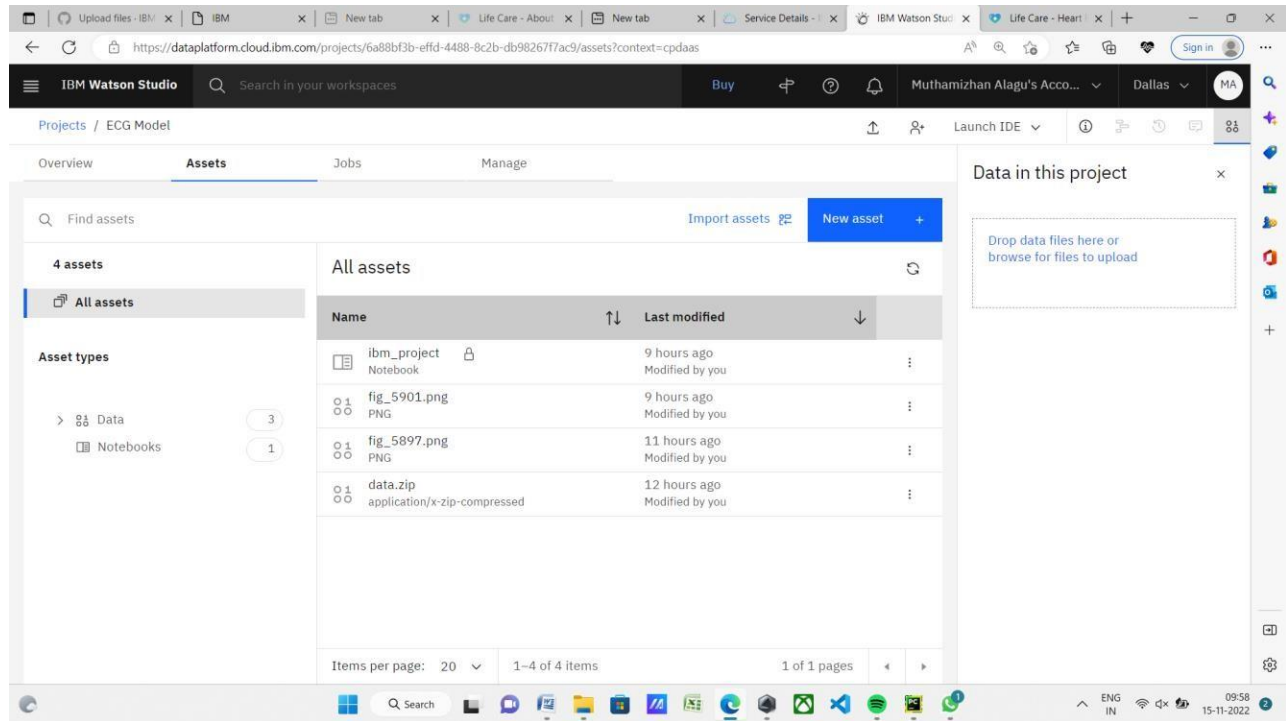 Upload files · IBM
IBM
New tab
Life Care - About
New tab
Service Details - I
IBM Watson Stud
Life Care - Heart
https://dataplatform.cloud.ibm.com/projects/6a88bf3b-effd-4488-8c2b-db98267f7ac9/assets?context=cpdaas
Sign in
IBM Watson Studio
Search in your workspaces
Buy
Muthamizhan Alagu's Acco...
Dallas
MA
Projects / ECG Model
Launch IDE
Overview
Assets
Jobs
Manage
Data in this project
Find assets
Import assets
New asset +
Drop data files here or
browse for files to upload
4 assets
All assets
All assets
Name
Last modified
Asset types
ibm_project
Notebook
9 hours ago
Modified by you
fig_5901.png
PNG
9 hours ago
Modified by you
Data 3
Notebooks 1
fig_5897.png
PNG
11 hours ago
Modified by you
data.zip
application/x-zip-compressed
12 hours ago
Modified by you
Items per page: 20
1–4 of 4 items
1 of 1 pages
Search
ENG
IN
09:58
15-11-2022
2